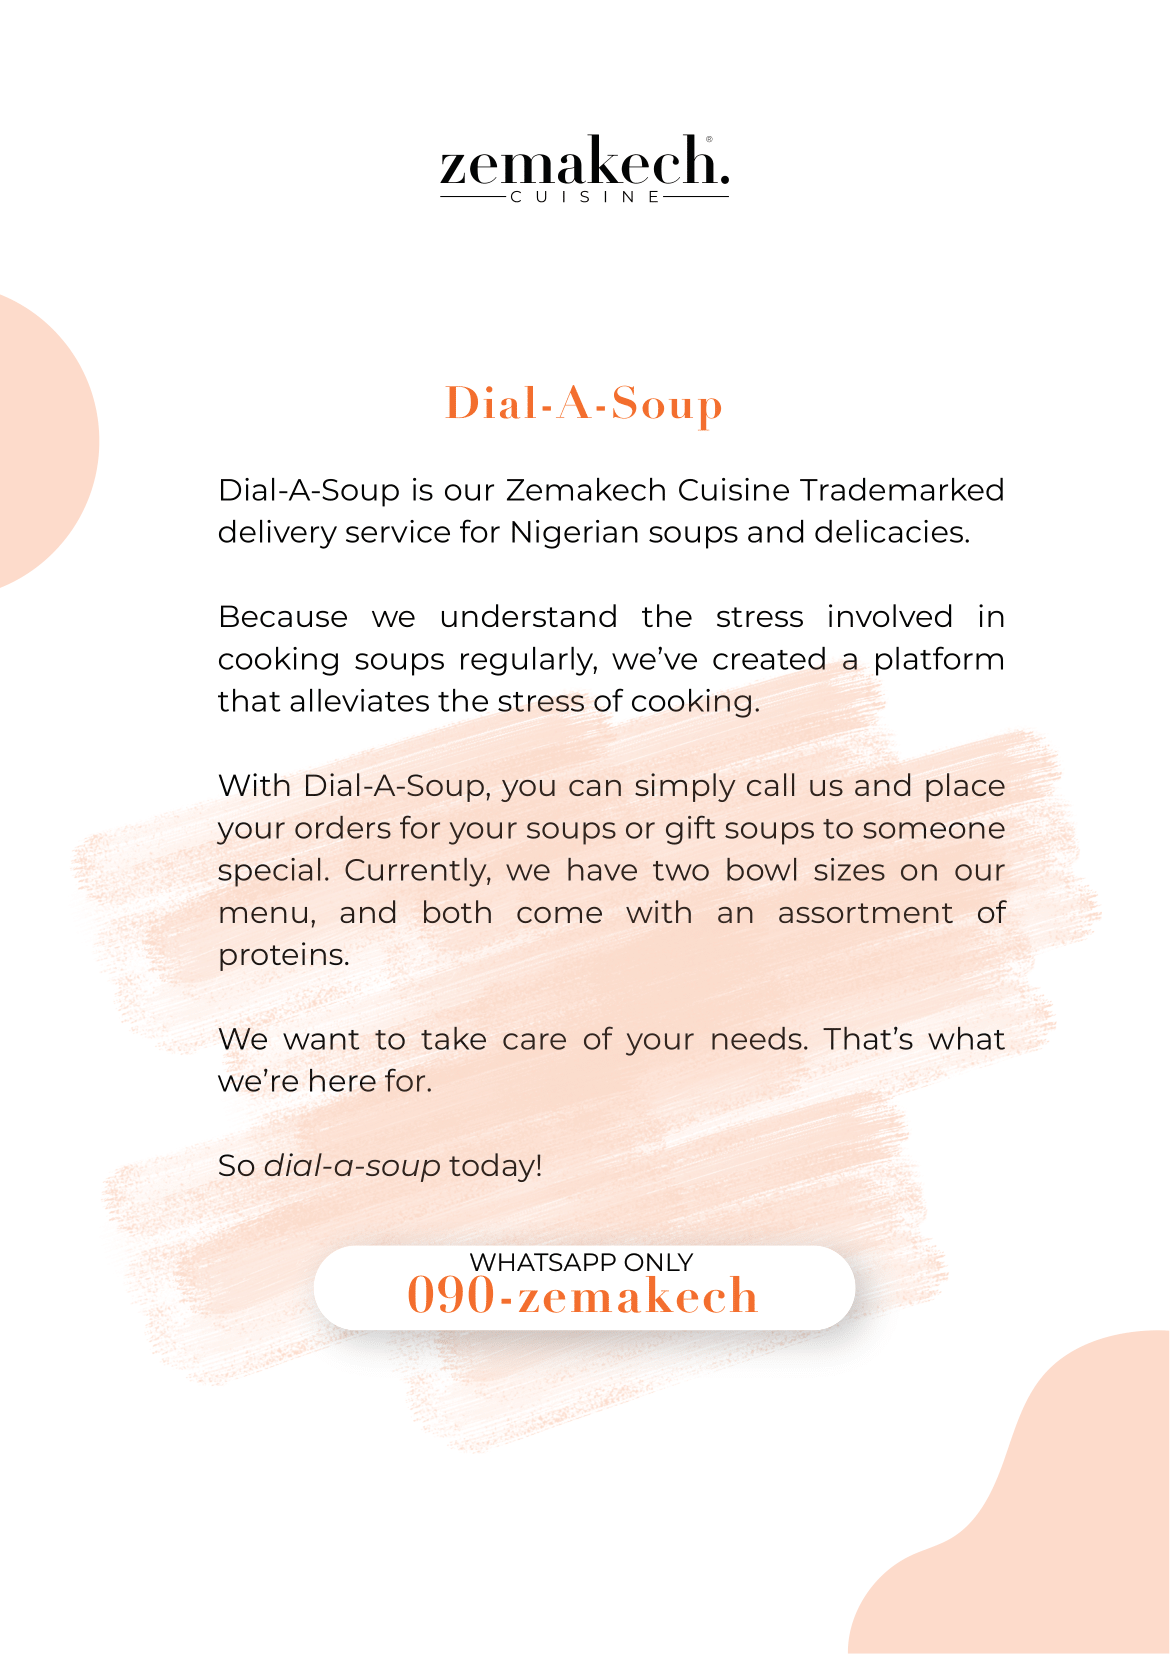 zemakech.®
CUISINE
Dial-A-Soup
Dial-A-Soup is our Zemakech Cuisine Trademarked
delivery service for Nigerian soups and delicacies.
Because we understand the stress involved in
cooking soups regularly, we’ve created a platform
that alleviates the stress of cooking.
With Dial-A-Soup, you can simply call us and place
your orders for your soups or gift soups to someone
special. Currently, we have two bowl sizes on our
menu, and both come with an assortment of
proteins.
We want to take care of your needs. That’s what
we’re here for.
So dial-a-soup today!
WHATSAPP ONLY
090-zemakech